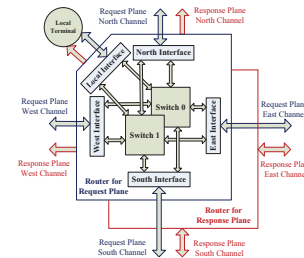 Local
Terminal
Request Plane
North Channel
Response Plane
North Channel
Local Interface
North Interface
Request Plane
West Channel
West Interface
Switch 0
Switch 1
East Interface
Request Plan
East Channel
Response Plane
West Channel
Response Pla
East Channel
Router for
Request Plane
South Interface
Router for
Response Plane
Request Plane
South Channel
Response Plane
South Channel